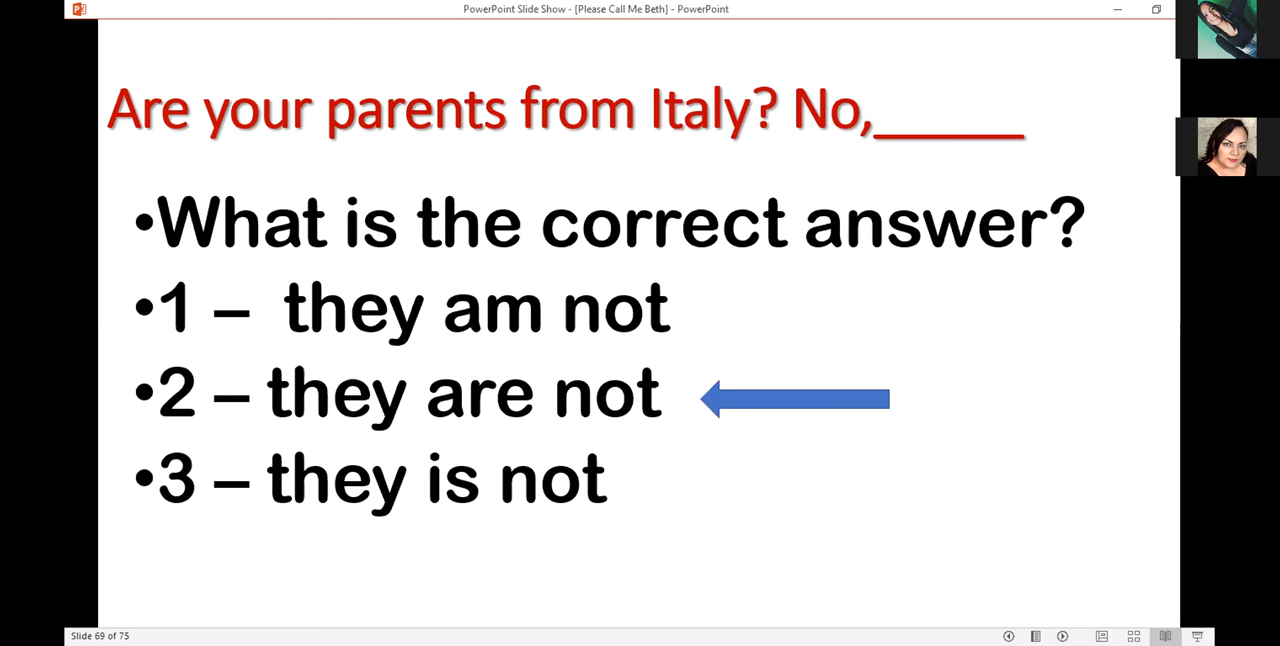 PowerPoint Slide Show - [Please Call Me Beth] - PowerPoint
Are your parents from Italy? No,______
•What is the correct answer?
•1 – they am not
•2 – they are not
•3 – they is not
Slide 69 of 75